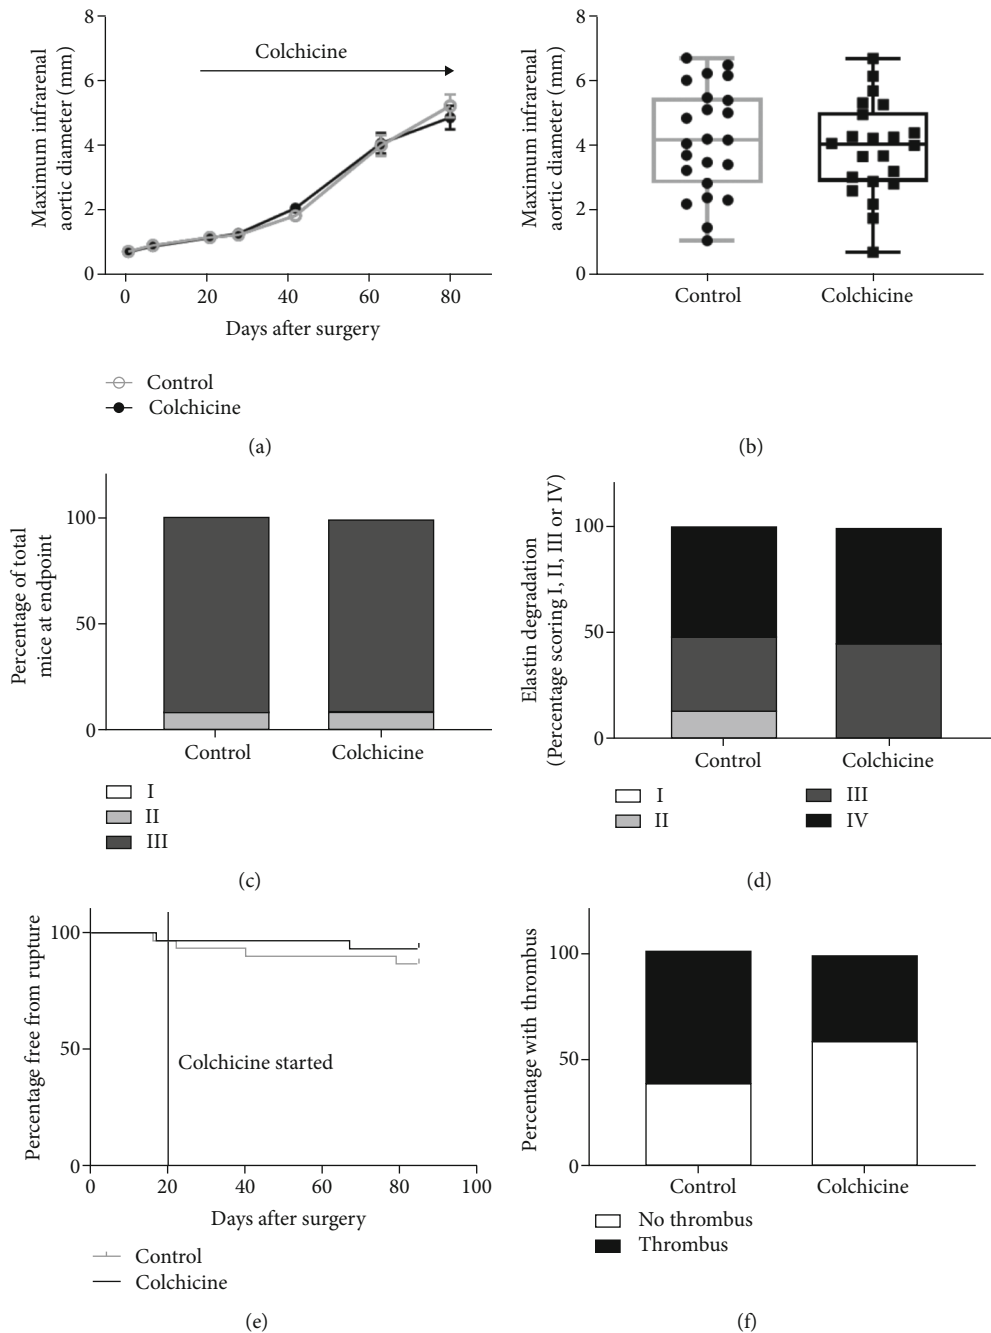 8
6
4
2
0
Maximum infrarenal
aortic diameter (mm)
Colchicine
0
20
40
60
80
Days after surgery
Control
Colchicine
(a)
8
6
4
2
0
Maximum infrarenal
aortic diameter (mm)
Control
Colchicine
(b)
100
50
0
Percentage of total
mice at endpoint
Control
Colchicine
I
II
III
(c)
100
50
0
Elastin degradation
(Percentage scoring I, II, III or IV)
Control
Colchicine
I
II
III
IV
(d)
100
50
0
Percentage free from rupture
Colchicine started
0
20
40
60
80
100
Days after surgery
Control
Colchicine
(e)
100
50
0
Percentage with thrombus
Control
Colchicine
No thrombus
Thrombus
(f)